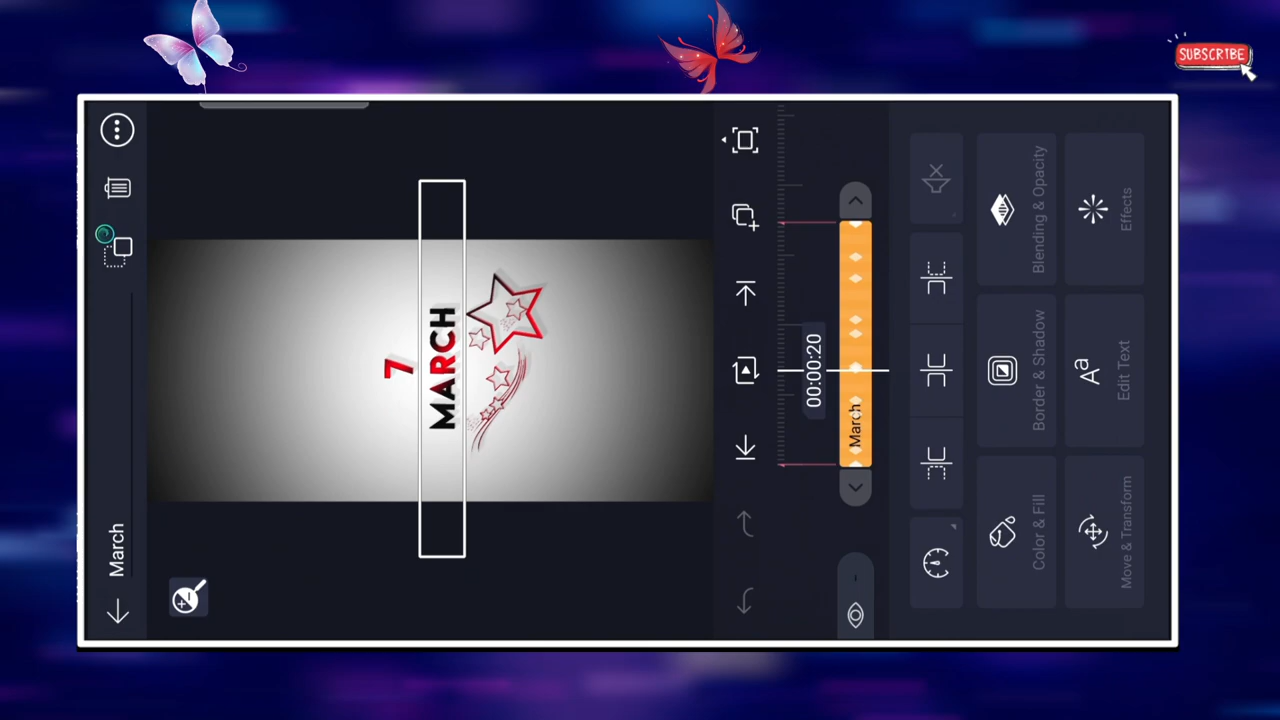 SUBSCRIBE
March
7
MARCH
00:00:20
March
Color & Fill
Border & Shadow
Blending & Opacity
Move & Transform
Edit Text
Aa
Effects